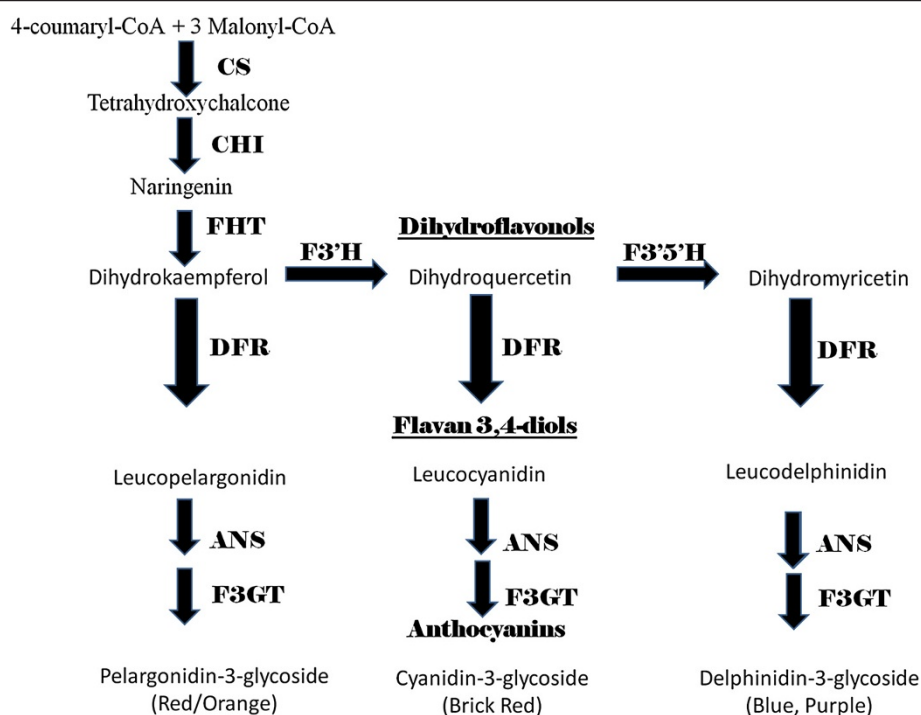 4-coumaryl-CoA + 3 Malonyl-CoA
CS
Tetrahydroxychalcone
CHI
Naringenin
FHT
Dihydroflavonols
F3'H
F3'5'H
Dihydrokaempferol
Dihydroquercetin
Dihydromyricetin
DFR
DFR
DFR
Flavan 3,4-diols
Leucopelargonidin
Leucocyanidin
Leucodelphinidin
ANS
ANS
ANS
F3GT
F3GT
F3GT
Anthocyanins
Pelargonidin-3-glycoside
(Red/Orange)
Cyanidin-3-glycoside
(Brick Red)
Delphinidin-3-glycoside
(Blue, Purple)